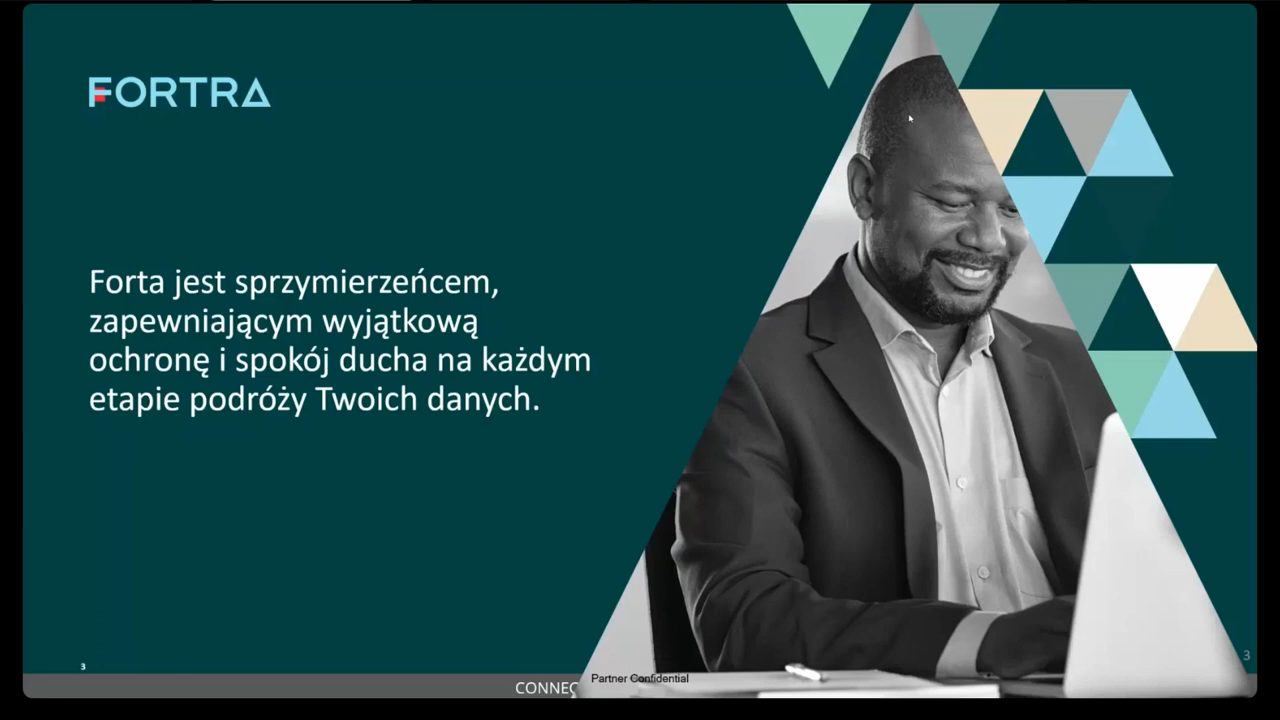 FORTRA
Forta jest sprzymierzeńcem,
zapewniającym wyjątkową
ochronę i spokój ducha na każdym
etapie podróży Twoich danych.
3
3
Partner Confidential
CONNEC